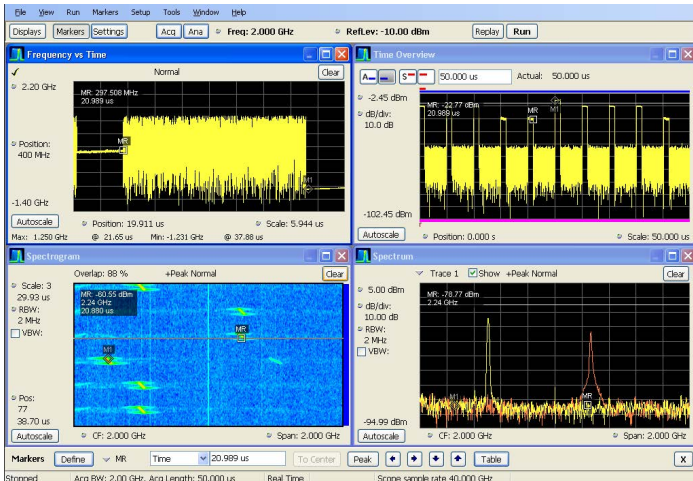 File View Run Markers Setup Tools Window Help
Displays Markers Settings Acq Ana Freq: 2.000 GHz RefLev: -10.00 dBm Replay Run
Frequency vs Time
Normal Clear
2.20 GHz
MR: 297.508 MHz
20.989 us
MR
Position:
400 MHz
M1
-1.40 GHz
Autoscale Position: 19.911 us Scale: 5.944 us
Max: 1.250 GHz @ 21.65 us Min: -1.231 GHz @ 37.88 us
Time Overview
A S 50.000 us Actual: 50.000 us
-2.45 dBm
dB/div:
10.0 dB
MR: -22.77 dBm
20.989 us
MR
M1
-102.45 dBm
Autoscale Position: 0.000 s Scale: 50.000 us
Spectrogram
Overlap: 88 % +Peak Normal Clear
Scale: 3
29.93 us
RBW:
2 MHz
VBW:
MR: -60.55 dBm
2.24 GHz
20.880 us
MR
M1
Pos:
77
38.70 us
Autoscale CF: 2.000 GHz Span: 2.000 GHz
Spectrum
Trace 1 Show +Peak Normal Clear
5.00 dBm
dB/div:
10.00 dB
RBW:
2 MHz
VBW:
MR: -78.77 dBm
2.24 GHz
M1
MR
-94.99 dBm
Autoscale CF: 2.000 GHz Span: 2.000 GHz
Markers Define MR Time 20.989 us To Center Peak Table X
Stopped Acq BW: 2.00 GHz, Acq Length: 50.000 us Real Time Scope sample rate 40.000 GHz